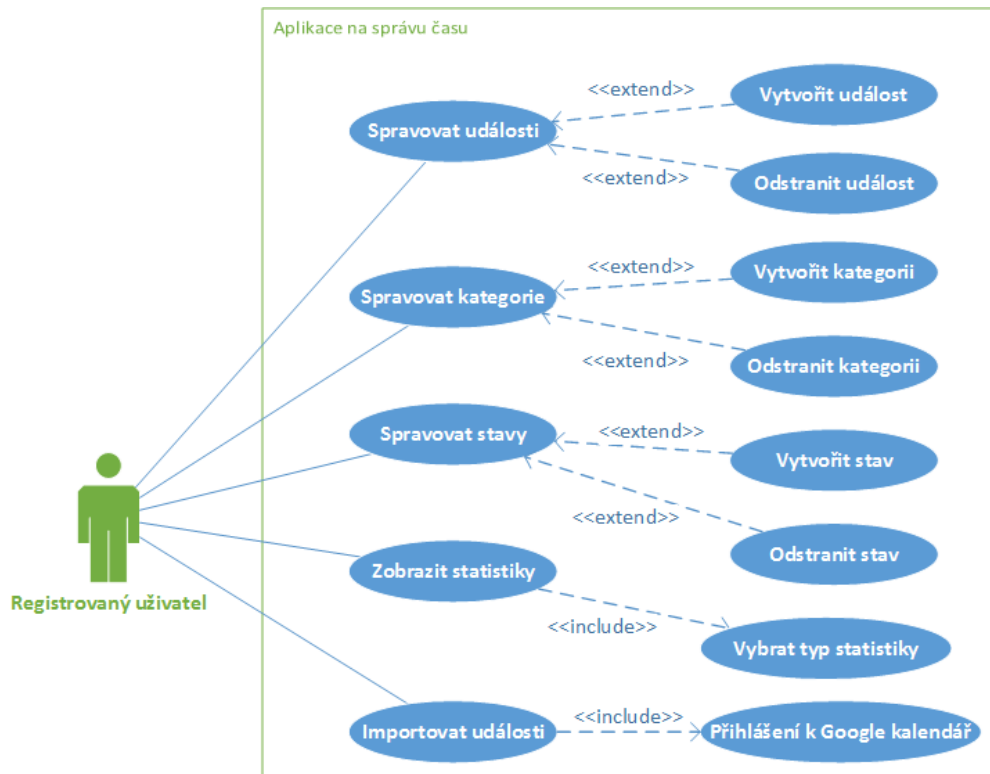 Aplikace na správu času
<<extend>>
Vytvořit událost
Spravovat události
<<extend>>
Odstranit událost
<<extend>>
Vytvořit kategorii
Spravovat kategorie
<<extend>>
Odstranit kategorii
Spravovat stavy
<<extend>>
Vytvořit stav
<<extend>>
Odstranit stav
Zobrazit statistiky
Registrovaný uživatel
<<include>>
Vybrat typ statistiky
Importovat události
<<include>>
Přihlášení k Google kalendář